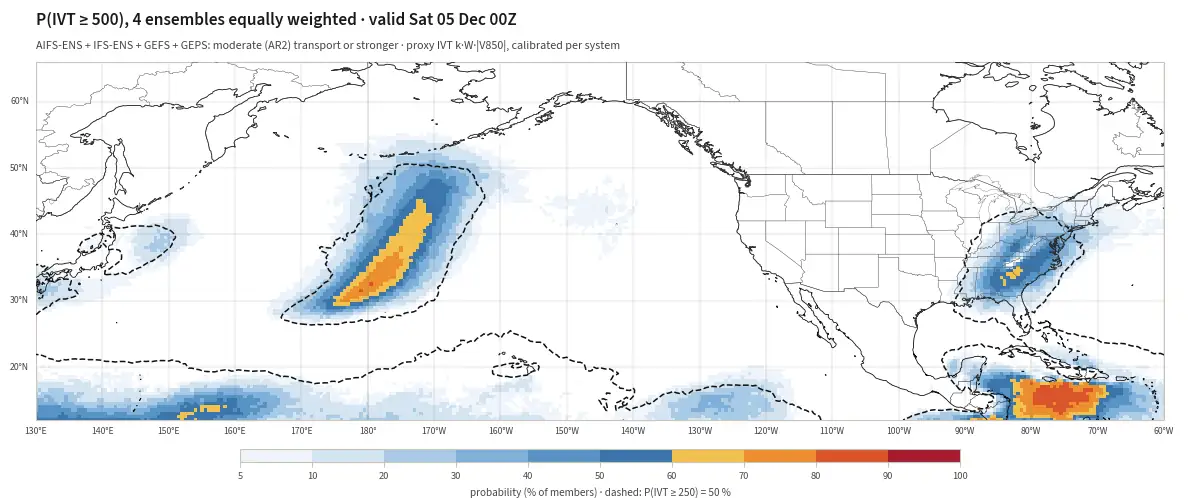 P(IVT ≥ 500), 4 ensembles equally weighted · valid Sat 05 Dec 00Z
AIFS-ENS + IFS-ENS + GEFS + GEPS: moderate (AR2) transport or stronger · proxy IVT k·W·|V850|, calibrated per system
60°N
50°N
40°N
30°N
20°N
130°E 140°E 150°E 160°E 170°E 180° 170°W 160°W 150°W 140°W 130°W 120°W 110°W 100°W 90°W 80°W 70°W 60°W
5 10 20 30 40 50 60 70 80 90 100
probability (% of members) · dashed: P(IVT ≥ 250) = 50 %